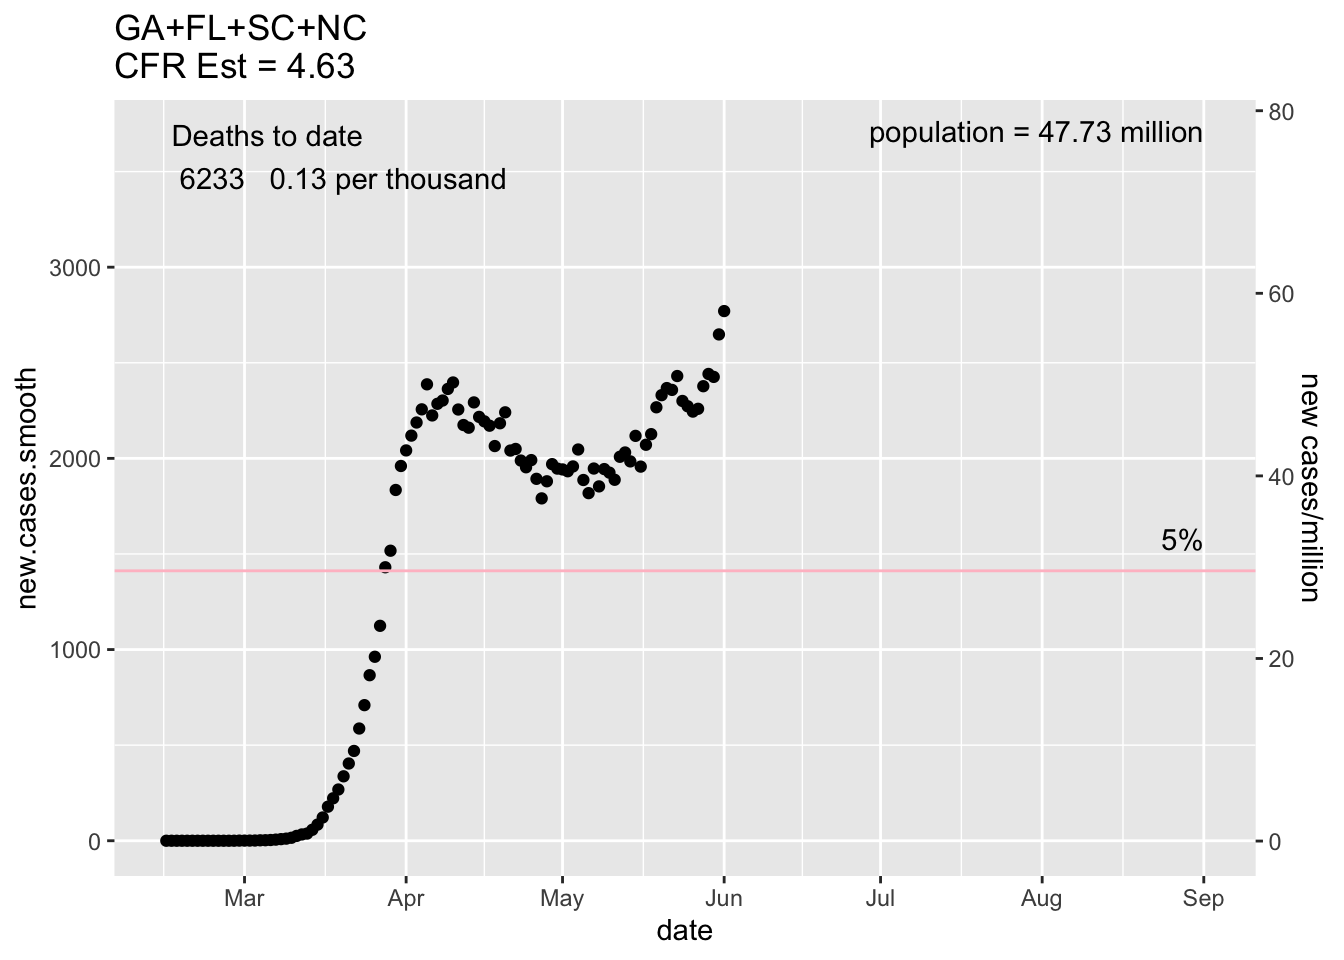 GA+FL+SC+NC
CFR Est = 4.63
Deaths to date
6233   0.13 per thousand
population = 47.73 million
3000
2000
1000
0
new.cases.smooth
80
60
40
20
0
new cases/million
5%
Mar Apr May Jun Jul Aug Sep
date